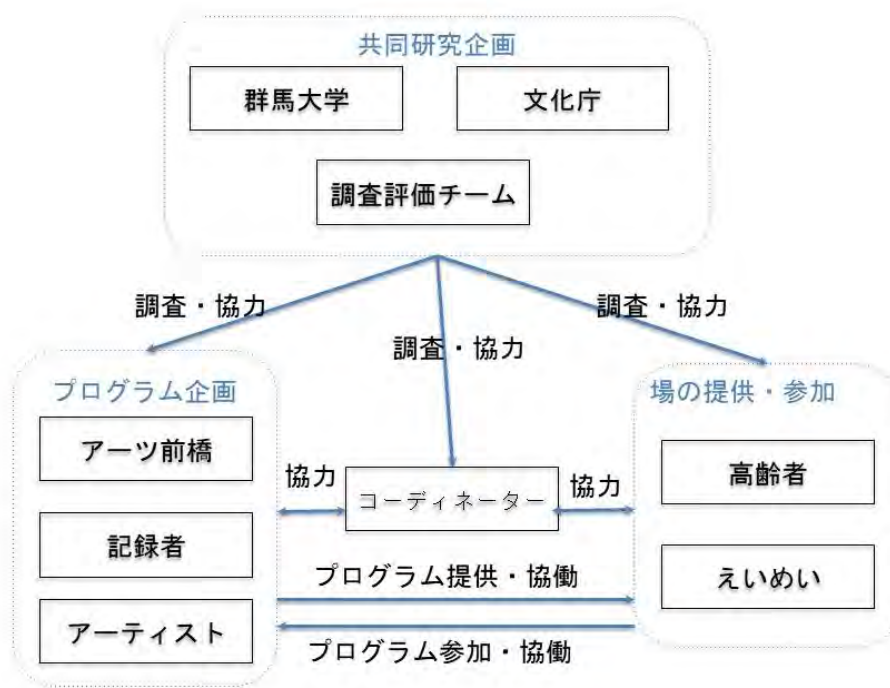 共同研究企画
群馬大学
文化庁
調査評価チーム
調査・協力
調査・協力
調査・協力
プログラム企画
アーツ前橋
記録者
アーティスト
協力
コーディネーター
協力
場の提供・参加
高齢者
えいめい
プログラム提供・協働
プログラム参加・協働